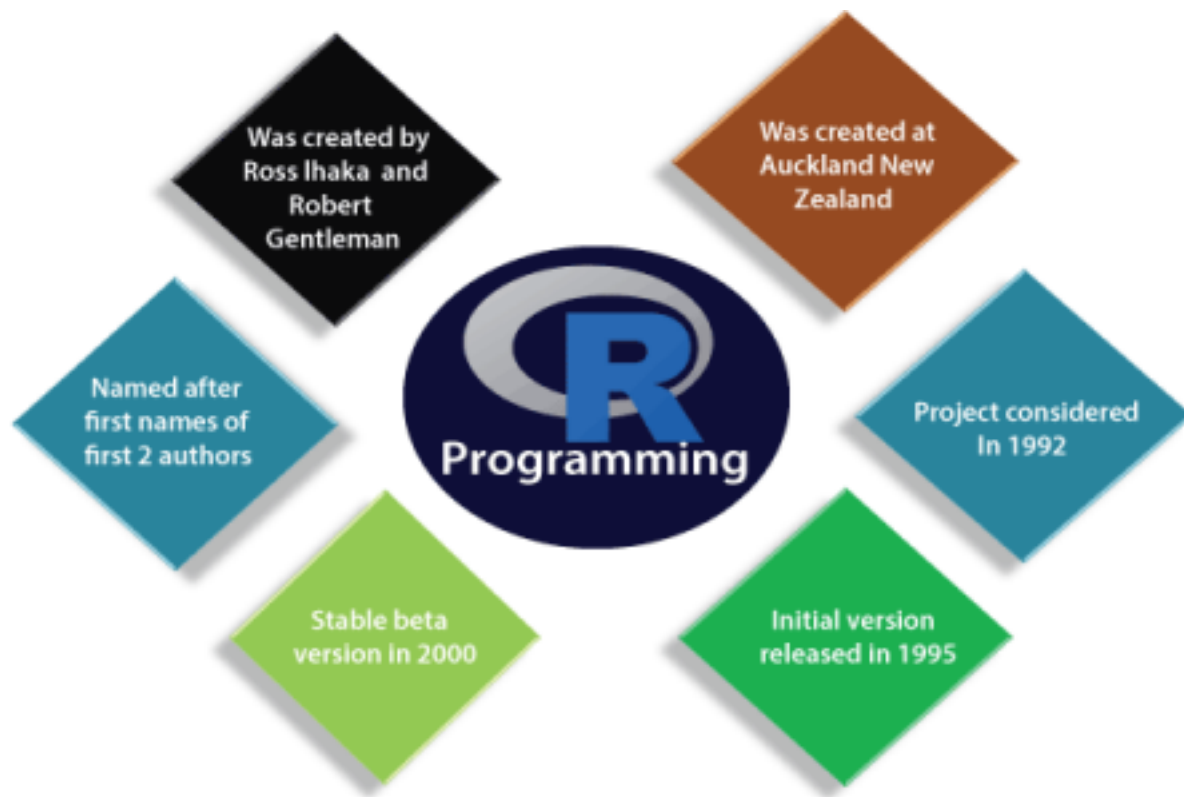 Was created by
Ross Ihaka and
Robert
Gentleman
Was created at
Auckland New
Zealand
Named after
first names of
first 2 authors
R
Programming
Project considered
In 1992
Stable beta
version in 2000
Initial version
released in 1995